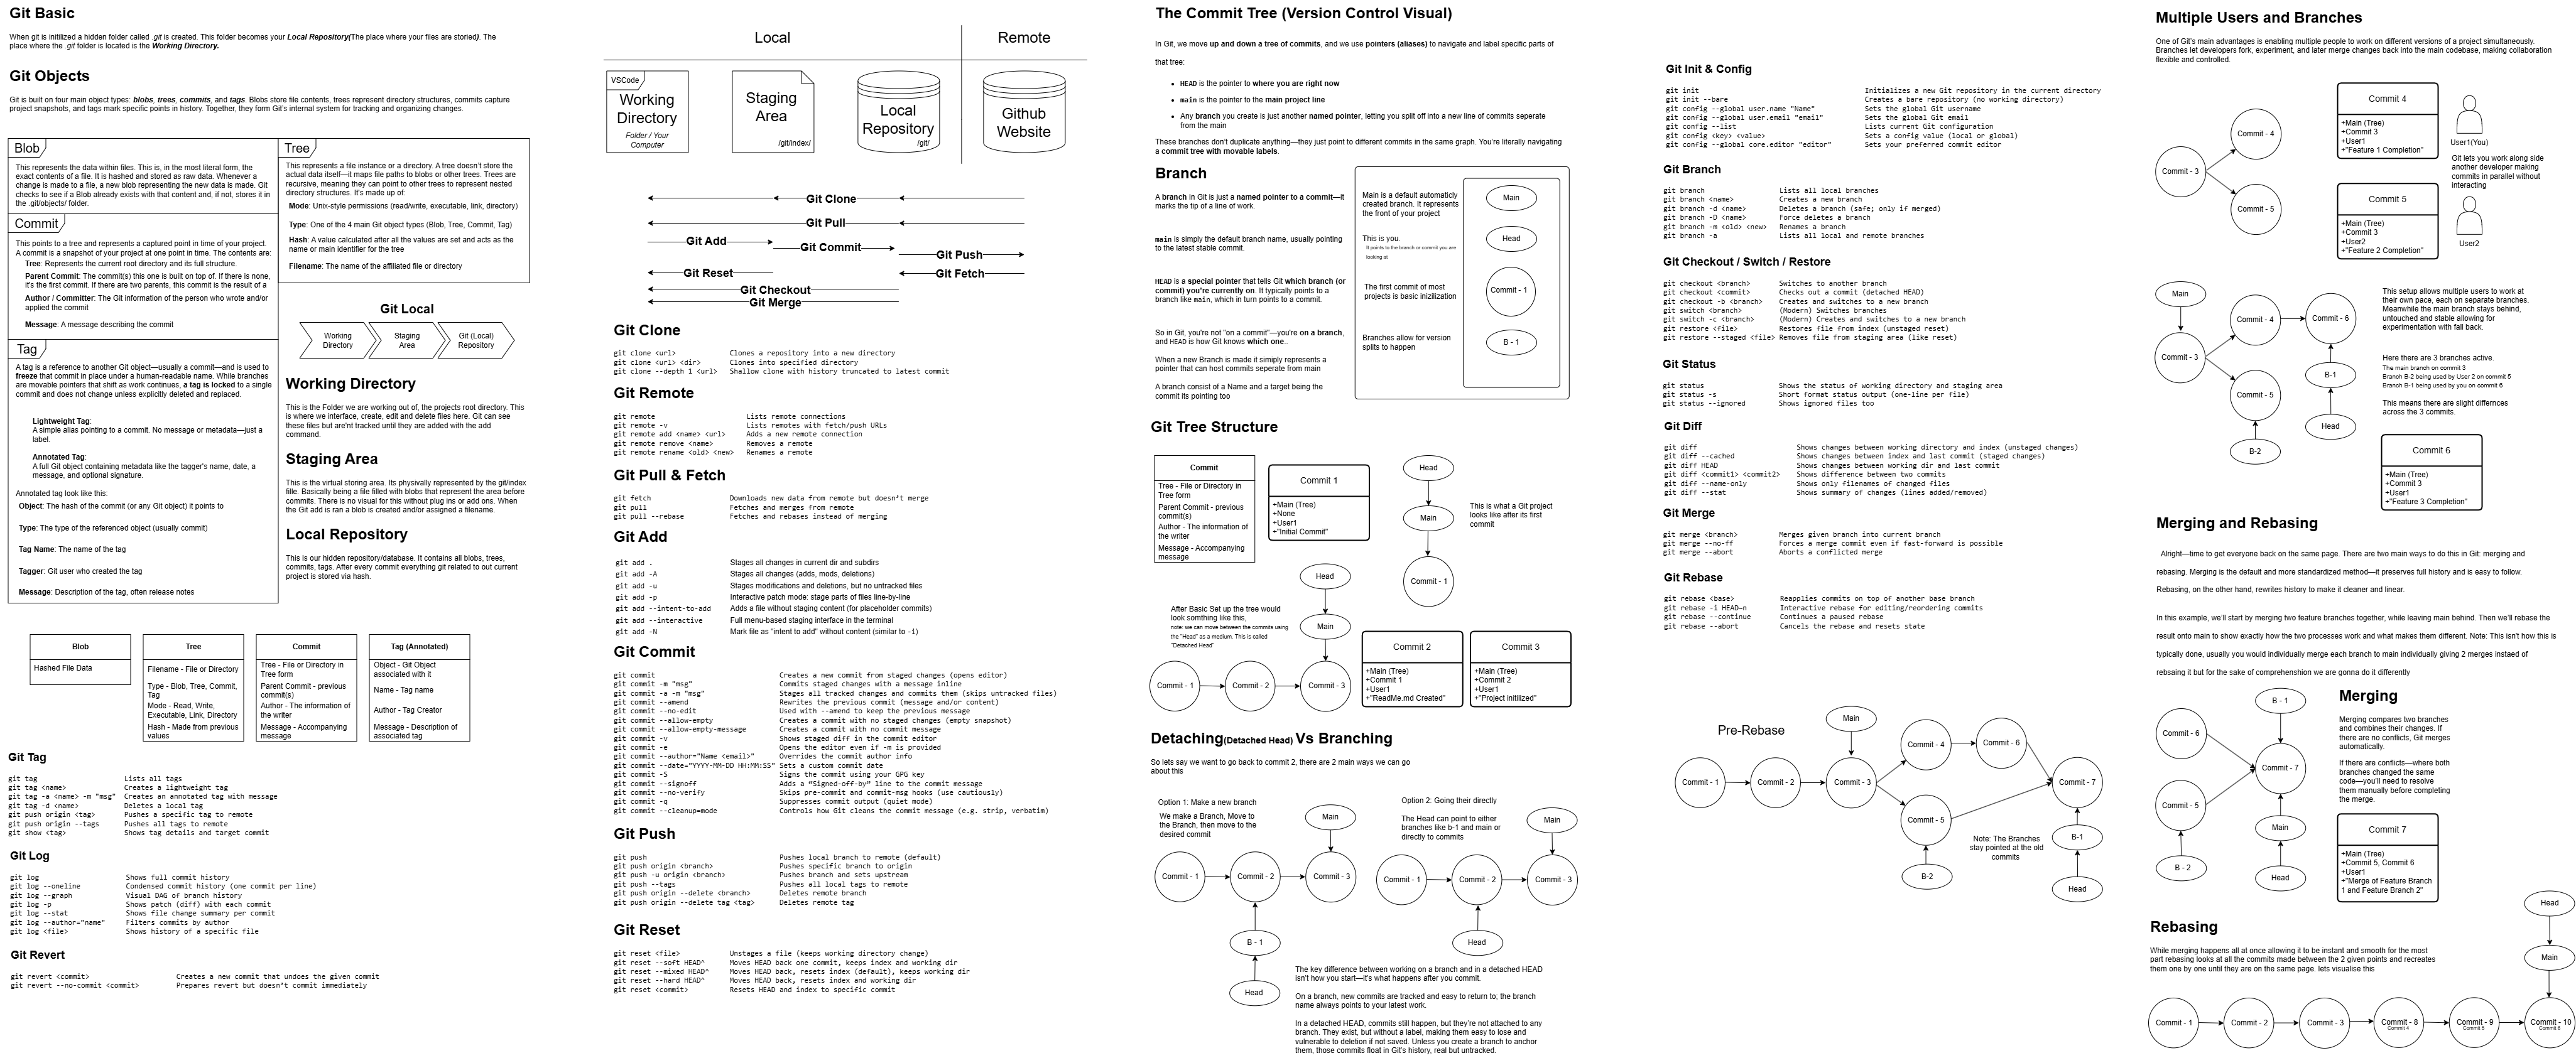 Git Basic
When git is initilized a hidden folder called .git is created. This folder becomes your Local Repository(The place where your files are storied). The
place where the .git folder is located is the Working Directory.
Git Objects
Git is built on four main object types: blobs, trees, commits, and tags. Blobs store file contents, trees represent directory structures, commits capture
project snapshots, and tags mark specific points in history. Together, they form Git's internal system for tracking and organizing changes.
Blob
This represents the data within files. This is, in the most literal form, the
exact contents of a file. It is hashed and stored as raw data. Whenever a
change is made to a file, a new blob representing the new data is made. Git
checks to see if a Blob already exists with that content and, if not, stores it in
the .git/objects/ folder.
Commit
This points to a tree and represents a captured point in time of your project.
A commit is a snapshot of your project at one point in time. The contents are:
Tree: Represents the current root directory and its full structure.
Parent Commit: The commit(s) this one is built on top of. If there is none,
it's the first commit. If there are two parents, this commit is the result of a
Author / Committer: The Git information of the person who wrote and/or
applied the commit
Message: A message describing the commit
Tag
A tag is a reference to another Git object—usually a commit—and is used to
freeze that commit in place under a human-readable name. While branches
are movable pointers that shift as work continues, a tag is locked to a single
commit and does not change unless explicitly deleted and replaced.
Lightweight Tag:
A simple alias pointing to a commit. No message or metadata—just a
label.
Annotated Tag:
A full Git object containing metadata like the tagger's name, date, a
message, and optional signature.
Annotated tag look like this:
Object: The hash of the commit (or any Git object) it points to
Type: The type of the referenced object (usually commit)
Tag Name: The name of the tag
Tagger: Git user who created the tag
Message: Description of the tag, often release notes
Tree
This represents a file instance or a directory. A tree doesn't store the
actual data itself—it maps file paths to blobs or other trees. Trees are
recursive, meaning they can point to other trees to represent nested
directory structures. It's made up of:
Mode: Unix-style permissions (read/write, executable, link, directory)
Type: One of the 4 main Git object types (Blob, Tree, Commit, Tag)
Hash: A value calculated after all the values are set and acts as the
name or main identifier for the tree
Filename: The name of the affiliated file or directory
Git Local
Working
Directory
Staging
Area
Git (Local)
Repository
Working Directory
This is the Folder we are working out of, the projects root directory. This
is where we interface, create, edit and delete files here. Git can see
these files but are'nt tracked until they are added with the add
command.
Staging Area
This is the virtual storing area. Its physivally represented by the git/index
fille. Basically being a file filled with blobs that represent the area before
commits. There is no visual for this without plug ins or add ons. When
the Git add is ran a blob is created and/or assigned a filename.
Local Repository
This is our hidden repository/database. It contains all blobs, trees,
commits, tags. After every commit everything git related to out current
project is stored via hash.
Blob
Hashed File Data
Tree
Filename - File or Directory
Type - Blob, Tree, Commit,
Tag
Mode - Read, Write,
Executable, Link, Directory
Hash - Made from previous
values
Commit
Tree - File or Directory in
Tree form
Parent Commit - previous
commit(s)
Author - The information of
the writer
Message - Accompanying
message
Tag (Annotated)
Object - Git Object
associated with it
Name - Tag name
Author - Tag Creator
Message - Description of
associated tag
Git Tag
git tag Lists all tags
git tag <name> Creates a lightweight tag
git tag -a <name> -m "msg" Creates an annotated tag with message
git tag -d <name> Deletes a local tag
git push origin <tag> Pushes a specific tag to remote
git push origin --tags Pushes all tags to remote
git show <tag> Shows tag details and target commit
Git Log
git log Shows full commit history
git log --oneline Condensed commit history (one commit per line)
git log --graph Visual DAG of branch history
git log -p Shows patch (diff) with each commit
git log --stat Shows file change summary per commit
git log --author="name" Filters commits by author
git log <file> Shows history of a specific file
Git Revert
git revert <commit> Creates a new commit that undoes the given commit
git revert --no-commit <commit> Prepares revert but doesn't commit immediately
Local
Remote
VSCode
Working
Directory
Folder / Your
Computer
Staging
Area
/git/index/
Local
Repository
/git/
Github
Website
Git Clone
Git Pull
Git Add
Git Commit
Git Push
Git Reset
Git Fetch
Git Checkout
Git Merge
Git Clone
git clone <url> Clones a repository into a new directory
git clone <url> <dir> Clones into specified directory
git clone --depth 1 <url> Shallow clone with history truncated to latest commit
Git Remote
git remote Lists remote connections
git remote -v Lists remotes with fetch/push URLs
git remote add <name> <url> Adds a new remote connection
git remote remove <name> Removes a remote
git remote rename <old> <new> Renames a remote
Git Pull & Fetch
git fetch Downloads new data from remote but doesn't merge
git pull Fetches and merges from remote
git pull --rebase Fetches and rebases instead of merging
Git Add
git add . Stages all changes in current dir and subdirs
git add -A Stages all changes (adds, mods, deletions)
git add -u Stages modifications and deletions, but no untracked files
git add -p Interactive patch mode: stage parts of files line-by-line
git add --intent-to-add Adds a file without staging content (for placeholder commits)
git add --interactive Full menu-based staging interface in the terminal
git add -N Mark file as "intent to add" without content (similar to -i)
Git Commit
git commit Creates a new commit from staged changes (opens editor)
git commit -m "msg" Commits staged changes with a message inline
git commit -a -m "msg" Stages all tracked changes and commits them (skips untracked files)
git commit --amend Rewrites the previous commit (message and/or content)
git commit --no-edit Used with --amend to keep the previous message
git commit --allow-empty Creates a commit with no staged changes (empty snapshot)
git commit --allow-empty-message Creates a commit with no commit message
git commit -v Shows staged diff in the commit editor
git commit -e Opens the editor even if -m is provided
git commit --author="Name <email>" Overrides the commit author info
git commit --date="YYYY-MM-DD HH:MM:SS" Sets a custom commit date
git commit -S Signs the commit using your GPG key
git commit --signoff Adds a "Signed-off-by" line to the commit message
git commit --no-verify Skips pre-commit and commit-msg hooks (use cautiously)
git commit -q Suppresses commit output (quiet mode)
git commit --cleanup=mode Controls how Git cleans the commit message (e.g. strip, verbatim)
Git Push
git push Pushes local branch to remote (default)
git push origin <branch> Pushes specific branch to origin
git push -u origin <branch> Pushes branch and sets upstream
git push --tags Pushes all local tags to remote
git push origin --delete <branch> Deletes remote branch
git push origin --delete tag <tag> Deletes remote tag
Git Reset
git reset <file> Unstages a file (keeps working directory change)
git reset --soft HEAD^ Moves HEAD back one commit, keeps index and working dir
git reset --mixed HEAD^ Moves HEAD back, resets index (default), keeps working dir
git reset --hard HEAD^ Moves HEAD back, resets index and working dir
git reset <commit> Resets HEAD and index to specific commit
The Commit Tree (Version Control Visual)
In Git, we move up and down a tree of commits, and we use pointers (aliases) to navigate and label specific parts of
that tree:
• HEAD is the pointer to where you are right now
• main is the pointer to the main project line
• Any branch you create is just another named pointer, letting you split off into a new line of commits seperate
from the main
These branches don't duplicate anything—they just point to different commits in the same graph. You're literally navigating
a commit tree with movable labels.
Branch
A branch in Git is just a named pointer to a commit—it
marks the tip of a line of work.
main is simply the default branch name, usually pointing
to the latest stable commit.
HEAD is a special pointer that tells Git which branch (or
commit) you're currently on. It typically points to a
branch like main, which in turn points to a commit.
So in Git, you're not "on a commit"—you're on a branch,
and HEAD is how Git knows which one..
When a new Branch is made it simiply represents a
pointer that can host commits seperate from main
A branch consist of a Name and a target being the
commit its pointing too
Main is a default automaticly
created branch. It represents
the front of your project
Main
This is you.
It points to the branch or commit you are
looking at
Head
The first commit of most
projects is basic inizilization
Commit - 1
Branches allow for version
splits to happen
B - 1
Git Tree Structure
Commit
Tree - File or Directory in
Tree form
Parent Commit - previous
commit(s)
Author - The information of
the writer
Message - Accompanying
message
Commit 1
+Main (Tree)
+None
+User1
+"Initial Commit"
Head
Main
Commit - 1
This is what a Git project
looks like after its first
commit
After Basic Set up the tree would
look somthing like this,
note: we can move between the commits using
the "Head" as a medium. This is called
"Detached Head"
Head
Main
Commit - 1
Commit - 2
Commit - 3
Commit 2
+Main (Tree)
+Commit 1
+User1
+"ReadMe.md Created"
Commit 3
+Main (Tree)
+Commit 2
+User1
+"Project initilized"
Detaching(Detached Head) Vs Branching
So lets say we want to go back to commit 2, there are 2 main ways we can go
about this
Option 1: Make a new branch
We make a Branch, Move to
the Branch, then move to the
desired commit
Main
Commit - 1
Commit - 2
Commit - 3
B - 1
Head
Option 2: Going their directly
The Head can point to either
branches like b-1 and main or
directly to commits
Main
Commit - 1
Commit - 2
Commit - 3
Head
The key difference between working on a branch and in a detached HEAD
isn't how you start—it's what happens after you commit.
On a branch, new commits are tracked and easy to return to; the branch
name always points to your latest work.
In a detached HEAD, commits still happen, but they're not attached to any
branch. They exist, but without a label, making them easy to lose and
vulnerable to deletion if not saved. Unless you create a branch to anchor
them, those commits float in Git's history, real but untracked.
Git Init & Config
git init Initializes a new Git repository in the current directory
git init --bare Creates a bare repository (no working directory)
git config --global user.name "Name" Sets the global Git username
git config --global user.email "email" Sets the global Git email
git config --list Lists current Git configuration
git config <key> <value> Sets a config value (local or global)
git config --global core.editor "editor" Sets your preferred commit editor
Git Branch
git branch Lists all local branches
git branch <name> Creates a new branch
git branch -d <name> Deletes a branch (safe; only if merged)
git branch -D <name> Force deletes a branch
git branch -m <old> <new> Renames a branch
git branch -a Lists all local and remote branches
Git Checkout / Switch / Restore
git checkout <branch> Switches to another branch
git checkout <commit> Checks out a commit (detached HEAD)
git checkout -b <branch> Creates and switches to a new branch
git switch <branch> (Modern) Switches branches
git switch -c <branch> (Modern) Creates and switches to a new branch
git restore <file> Restores file from index (unstaged reset)
git restore --staged <file> Removes file from staging area (like reset)
Git Status
git status Shows the status of working directory and staging area
git status -s Short format status output (one-line per file)
git status --ignored Shows ignored files too
Git Diff
git diff Shows changes between working directory and index (unstaged changes)
git diff --cached Shows changes between index and last commit (staged changes)
git diff HEAD Shows changes between working dir and last commit
git diff <commit1> <commit2> Shows difference between two commits
git diff --name-only Shows only filenames of changed files
git diff --stat Shows summary of changes (lines added/removed)
Git Merge
git merge <branch> Merges given branch into current branch
git merge --no-ff Forces a merge commit even if fast-forward is possible
git merge --abort Aborts a conflicted merge
Git Rebase
git rebase <base> Reapplies commits on top of another base branch
git rebase -i HEAD~n Interactive rebase for editing/reordering commits
git rebase --continue Continues a paused rebase
git rebase --abort Cancels the rebase and resets state
Pre-Rebase
Main
Commit - 1
Commit - 2
Commit - 3
Commit - 4
Commit - 6
Commit - 5
Commit - 7
B-2
B-1
Head
Note: The Branches
stay pointed at the old
commits
Multiple Users and Branches
One of Git's main advantages is enabling multiple people to work on different versions of a project simultaneously.
Branches let developers fork, experiment, and later merge changes back into the main codebase, making collaboration
flexible and controlled.
Commit - 3
Commit - 4
Commit - 5
Commit 4
+Main (Tree)
+Commit 3
+User1
+"Feature 1 Completion"
User1(You)
Git lets you work along side
another developer making
commits in parallel without
interacting
Commit 5
+Main (Tree)
+Commit 3
+User2
+"Feature 2 Completion"
User2
Main
Commit - 3
Commit - 4
Commit - 6
Commit - 5
B-1
Head
B-2
This setup allows multiple users to work at
their own pace, each on separate branches.
Meanwhile the main branch stays behind,
untouched and stable allowing for
experimentation with fall back.
Here there are 3 branches active.
The main branch on commit 3
Branch B-2 being used by User 2 on commit 5
Branch B-1 being used by you on commit 6
This means there are slight differnces
across the 3 commits.
Commit 6
+Main (Tree)
+Commit 3
+User1
+"Feature 3 Completion"
Merging and Rebasing
Alright—time to get everyone back on the same page. There are two main ways to do this in Git: merging and
rebasing. Merging is the default and more standardized method—it preserves full history and is easy to follow.
Rebasing, on the other hand, rewrites history to make it cleaner and linear.
In this example, we'll start by merging two feature branches together, while leaving main behind. Then we'll rebase the
result onto main to show exactly how the two processes work and what makes them different. Note: This isn't how this is
typically done, usually you would individually merge each branch to main individually giving 2 merges instaed of
rebsaing it but for the sake of comprehenshion we are gonna do it differently
B - 1
Commit - 6
Commit - 7
Commit - 5
Main
B - 2
Head
Merging
Merging compares two branches
and combines their changes. If
there are no conflicts, Git merges
automatically.
If there are conflicts—where both
branches changed the same
code—you'll need to resolve
them manually before completing
the merge.
Commit 7
+Main (Tree)
+Commit 5, Commit 6
+User1
+"Merge of Feature Branch
1 and Feature Branch 2"
Rebasing
While merging happens all at once allowing it to be instant and smooth for the most
part rebasing looks at all the commits made between the 2 given points and recreates
them one by one until they are on the same page. lets visualise this
Head
Main
Commit - 1
Commit - 2
Commit - 3
Commit - 8
Commit 4
Commit - 9
Commit 5
Commit - 10
Commit 6